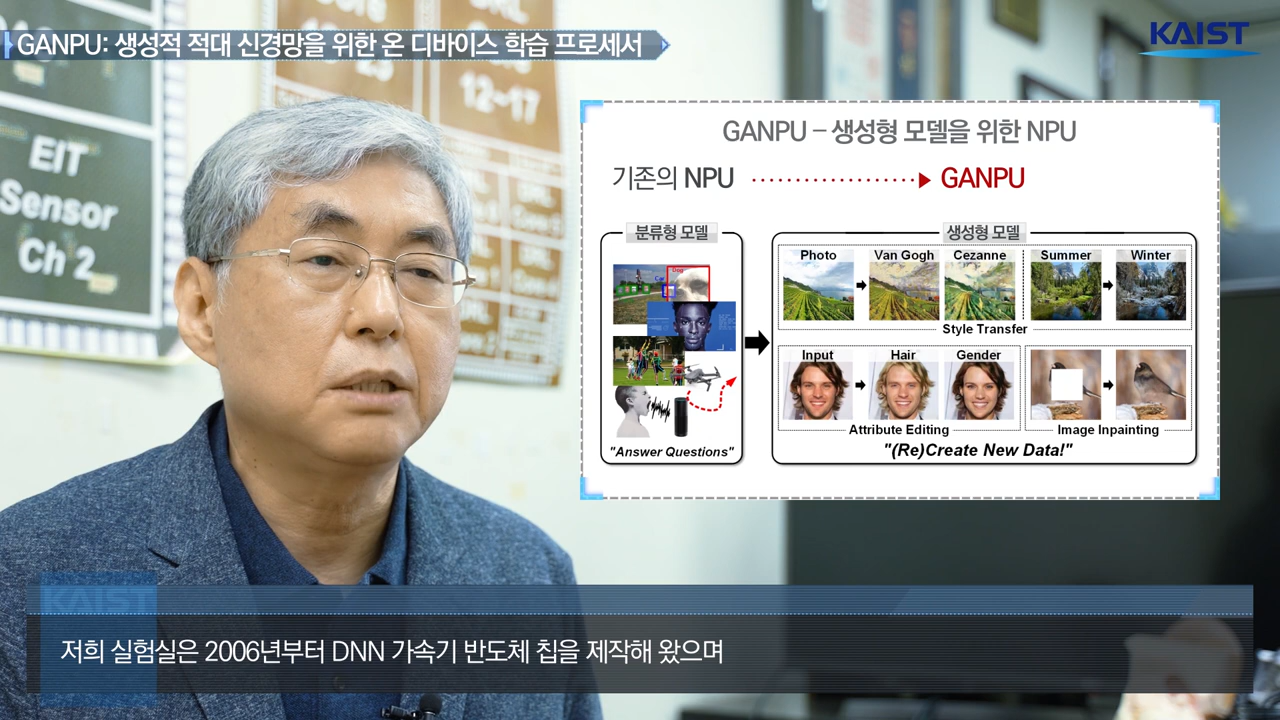 GANPU: 생성적 적대 신경망을 위한 온 디바이스 학습 프로세서
KAIST
12-17
EIT
Sensor
Ch 2
GANPU – 생성형 모델을 위한 NPU
기존의 NPU
GANPU
분류형 모델
Dog
"Answer Questions"
생성형 모델
Photo
Van Gogh
Cezanne
Summer
Winter
Style Transfer
Input
Hair
Gender
Attribute Editing
Image Inpainting
"(Re)Create New Data!"
KAIST
저희 실험실은 2006년부터 DNN 가속기 반도체 칩을 제작해 왔으며